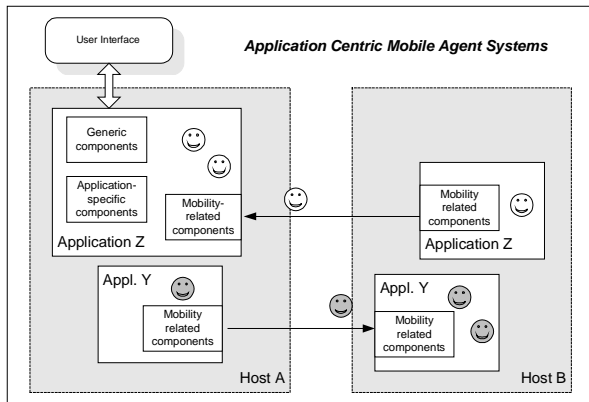 User Interface
Application Centric Mobile Agent Systems
Generic
components
Application-
specific
components
Mobility-
related
components
Application Z
Mobility
related
components
Application Z
Appl. Y
Mobility
related
components
Appl. Y
Mobility
related
components
Host A
Host B